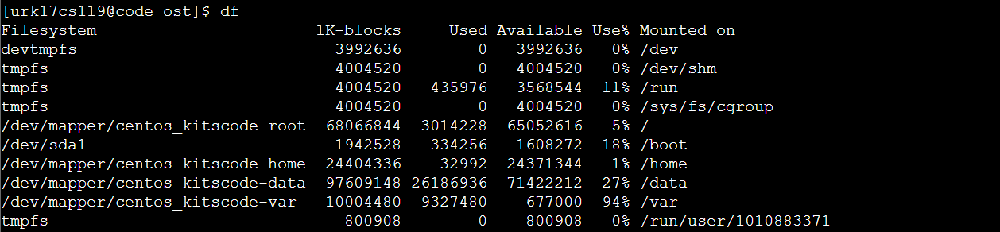 [urk17cs119@code ost]$ df
Filesystem                       1K-blocks     Used Available Use% Mounted on
devtmpfs                           3992636        0   3992636   0% /dev
tmpfs                              4004520        0   4004520   0% /dev/shm
tmpfs                              4004520   435976   3568544  11% /run
tmpfs                              4004520        0   4004520   0% /sys/fs/cgroup
/dev/mapper/centos_kitscode-root  68066844  3014228  65052616   5% /
/dev/sda1                          1942528   334256   1608272  18% /boot
/dev/mapper/centos_kitscode-home  24404336    32992  24371344   1% /home
/dev/mapper/centos_kitscode-data  97609148 26186936  71422212  27% /data
/dev/mapper/centos_kitscode-var   10004480  9327480    677000  94% /var
tmpfs                               800908        0    800908   0% /run/user/1010883371